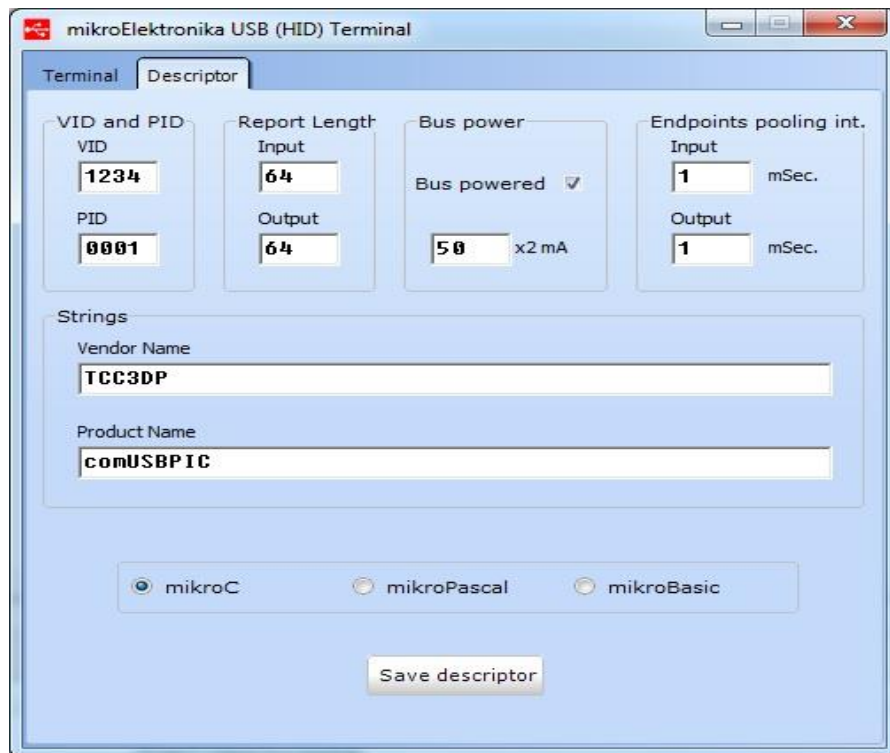 mikroElektronika USB (HID) Terminal
Terminal Descriptor
VID and PID Report Length Bus power Endpoints pooling int.
VID Input Input
1234 64 Bus powered 1 mSec.
PID Output Output
0001 64 50 x2 mA 1 mSec.
Strings
Vendor Name
TCC3DP
Product Name
comUSBPIC
mikroC mikroPascal mikroBasic
Save descriptor